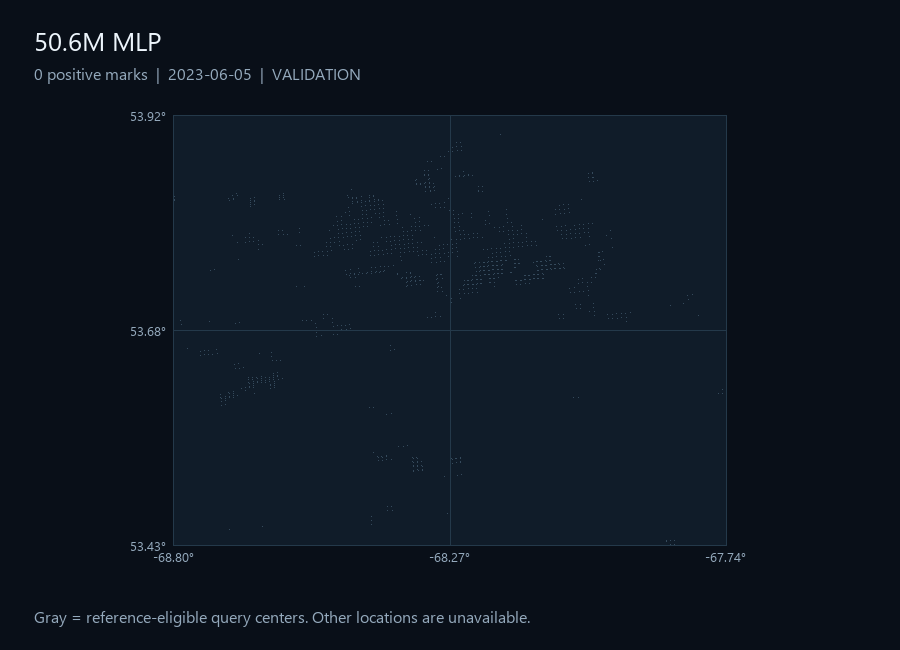 50.6M MLP
0 positive marks | 2023-06-05 | VALIDATION
53.92°
53.68°
53.43°
-68.80°
-68.27°
-67.74°
Gray = reference-eligible query centers. Other locations are unavailable.